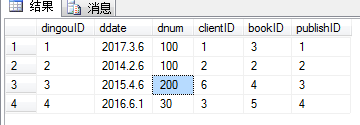 结果 消息
dingouID ddate dnum clientID bookID publishID
1 1 2017.3.6 100 1 3 1
2 2 2014.2.6 100 2 2 2
3 3 2015.4.6 200 6 4 3
4 4 2016.6.1 30 3 5 4